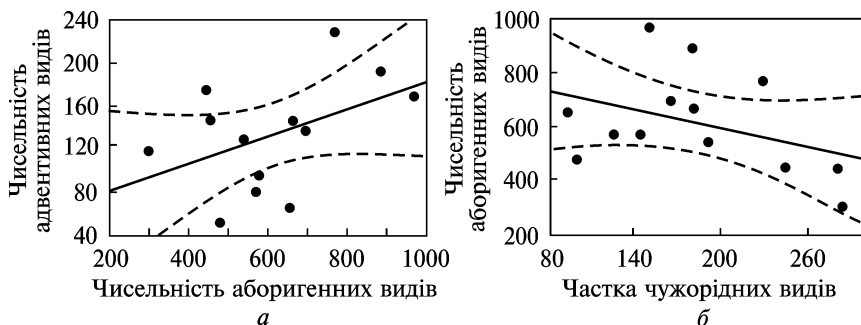 Чисельність
адвентивних видів
240
200
160
120
80
40
200 400 600 800 1000
Чисельність аборигенних видів
а
Чисельність
аборигенних видів
1000
800
600
400
200
80 140 200 260
Частка чужорідних видів
б